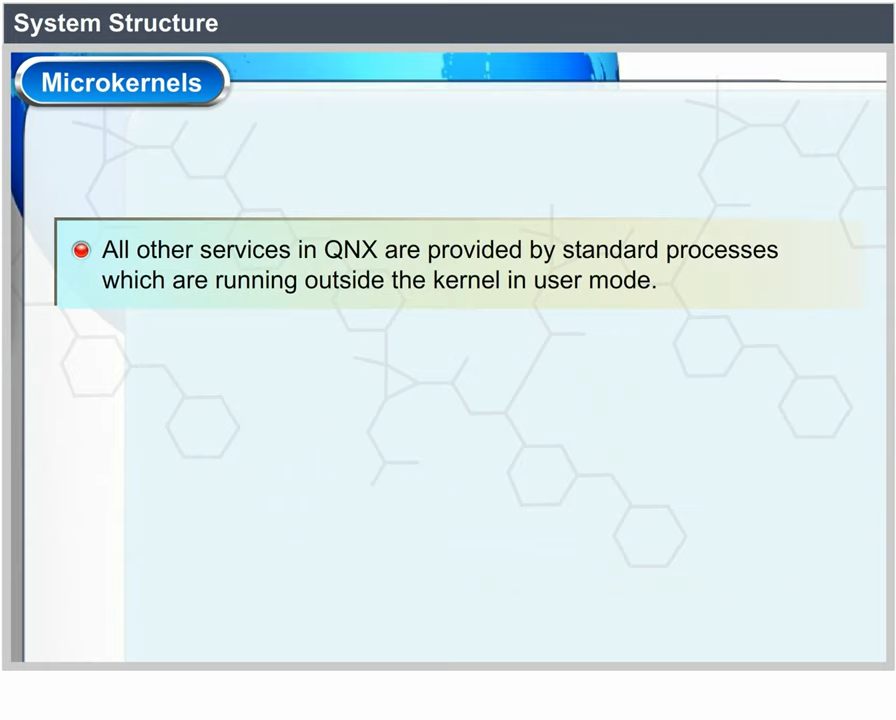 System Structure
Microkernels
All other services in QNX are provided by standard processes
which are running outside the kernel in user mode.